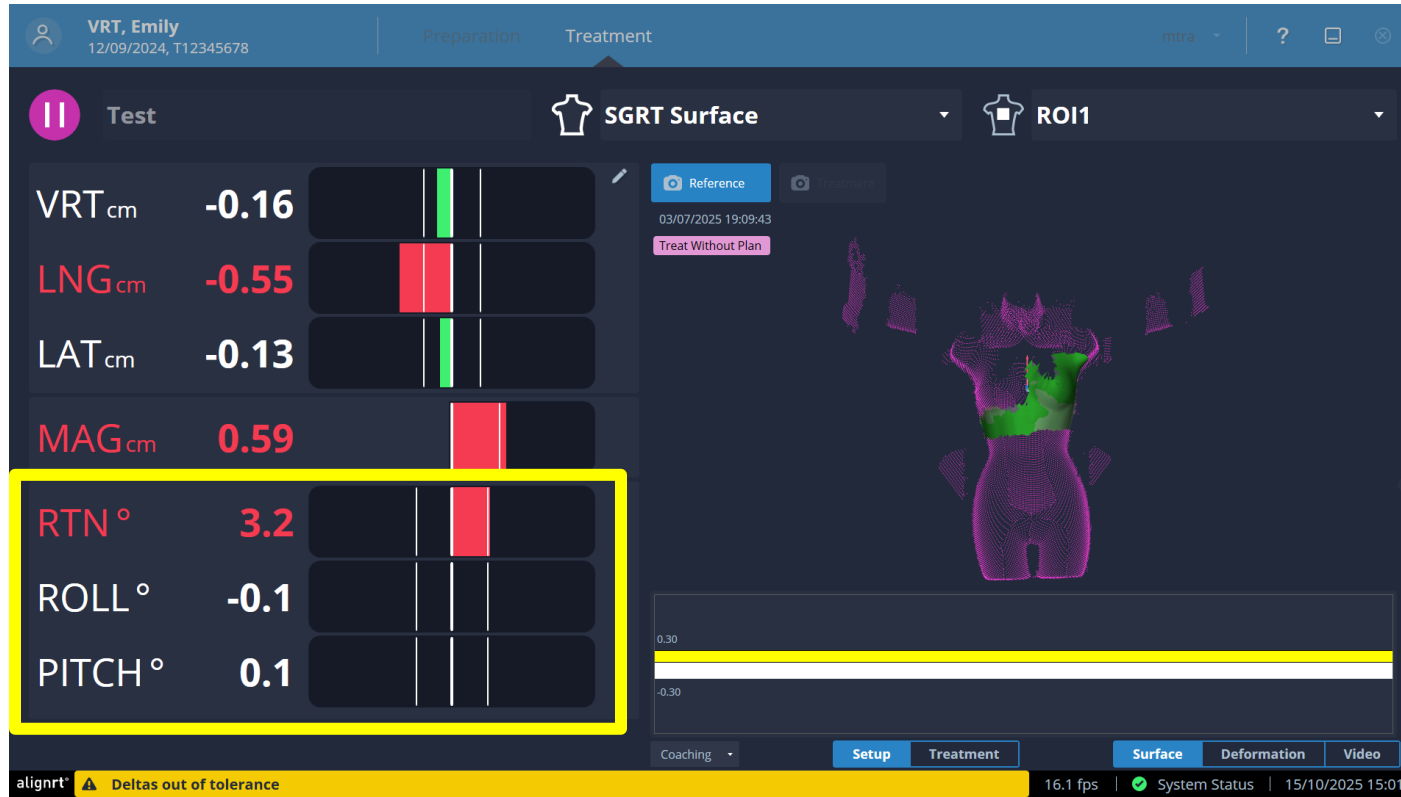 VRT, Emily
12/09/2024, T12345678
Preparation
Treatment
mtra
?
Test
SGRT Surface
ROI1
VRT cm -0.16
LNG cm -0.55
LAT cm -0.13
MAG cm 0.59
RTN ° 3.2
ROLL ° -0.1
PITCH ° 0.1
Reference
Treatment
03/07/2025 19:09:43
Treat Without Plan
0.30
-0.30
Coaching
Setup
Treatment
Surface
Deformation
Video
alignrt°
Deltas out of tolerance
16.1 fps
System Status
15/10/2025 15:01